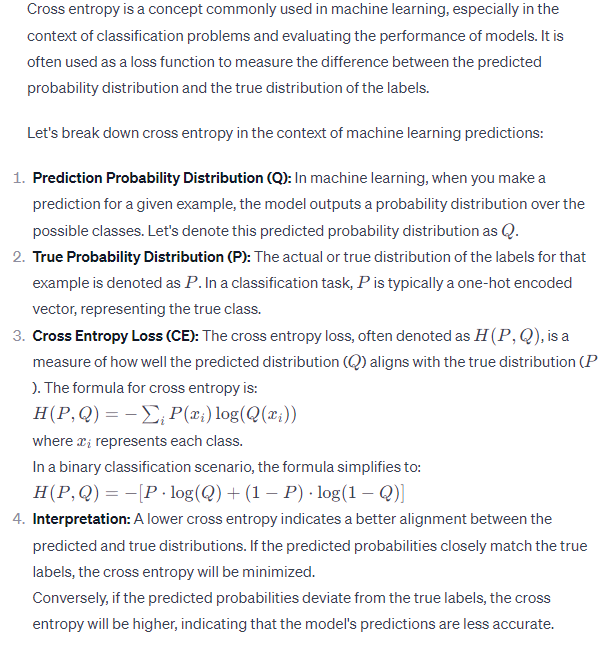 Cross entropy is a concept commonly used in machine learning, especially in the
context of classification problems and evaluating the performance of models. It is
often used as a loss function to measure the difference between the predicted
probability distribution and the true distribution of the labels.
Let's break down cross entropy in the context of machine learning predictions:
1. Prediction Probability Distribution (Q): In machine learning, when you make a
prediction for a given example, the model outputs a probability distribution over the
possible classes. Let's denote this predicted probability distribution as Q.
2. True Probability Distribution (P): The actual or true distribution of the labels for that
example is denoted as P. In a classification task, P is typically a one-hot encoded
vector, representing the true class.
3. Cross Entropy Loss (CE): The cross entropy loss, often denoted as H(P, Q), is a
measure of how well the predicted distribution (Q) aligns with the true distribution (P
). The formula for cross entropy is:
H(P, Q) = − ∑ᵢ P(xᵢ) log(Q(xᵢ))
where xᵢ represents each class.
In a binary classification scenario, the formula simplifies to:
H(P, Q) = −[P · log(Q) + (1 − P) · log(1 − Q)]
4. Interpretation: A lower cross entropy indicates a better alignment between the
predicted and true distributions. If the predicted probabilities closely match the true
labels, the cross entropy will be minimized.
Conversely, if the predicted probabilities deviate from the true labels, the cross
entropy will be higher, indicating that the model's predictions are less accurate.